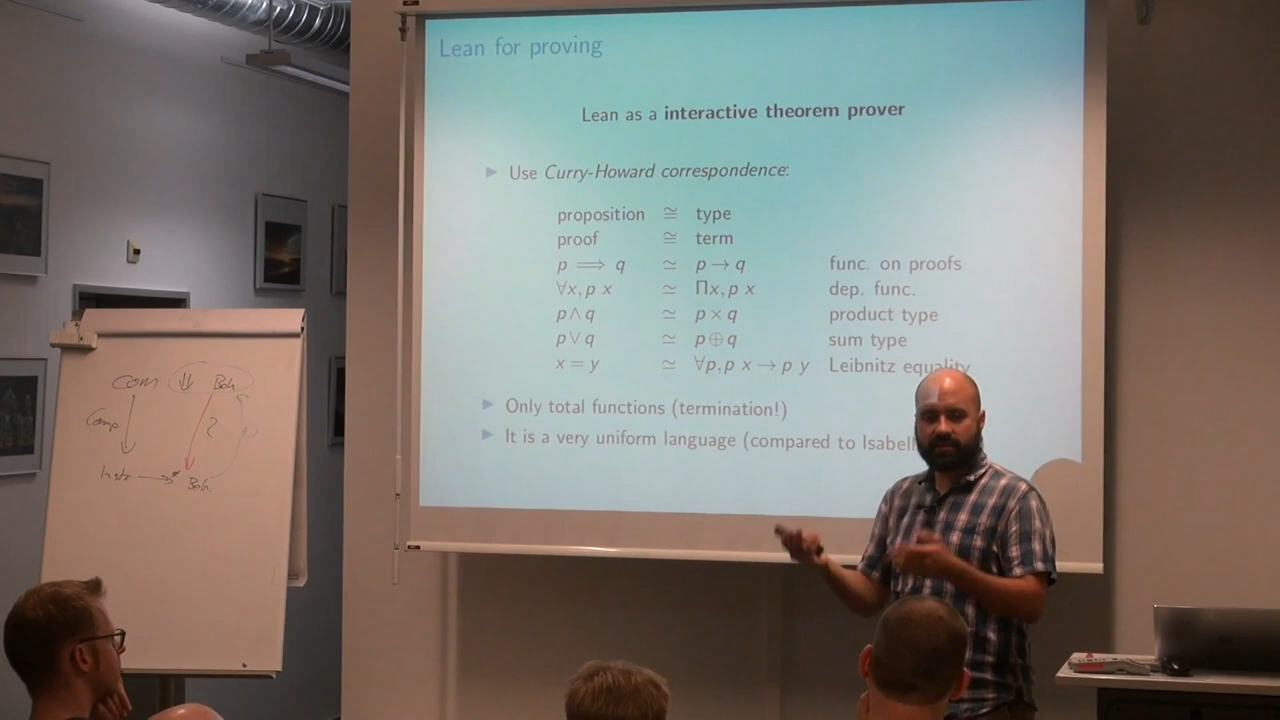 Lean for proving
Lean as a interactive theorem prover
▶ Use Curry-Howard correspondence:
proposition ≅ type
proof ≅ term
p ⟹ q ≃ p → q func. on proofs
∀x, p x ≃ Πx, p x dep. func.
p ∧ q ≃ p × q product type
p ∨ q ≃ p ⊕ q sum type
x = y ≃ ∀p, p x → p y Leibnitz equality
▶ Only total functions (termination!)
▶ It is a very uniform language (compared to Isabell
com ⇓ Beh
Comp ?
Beh.